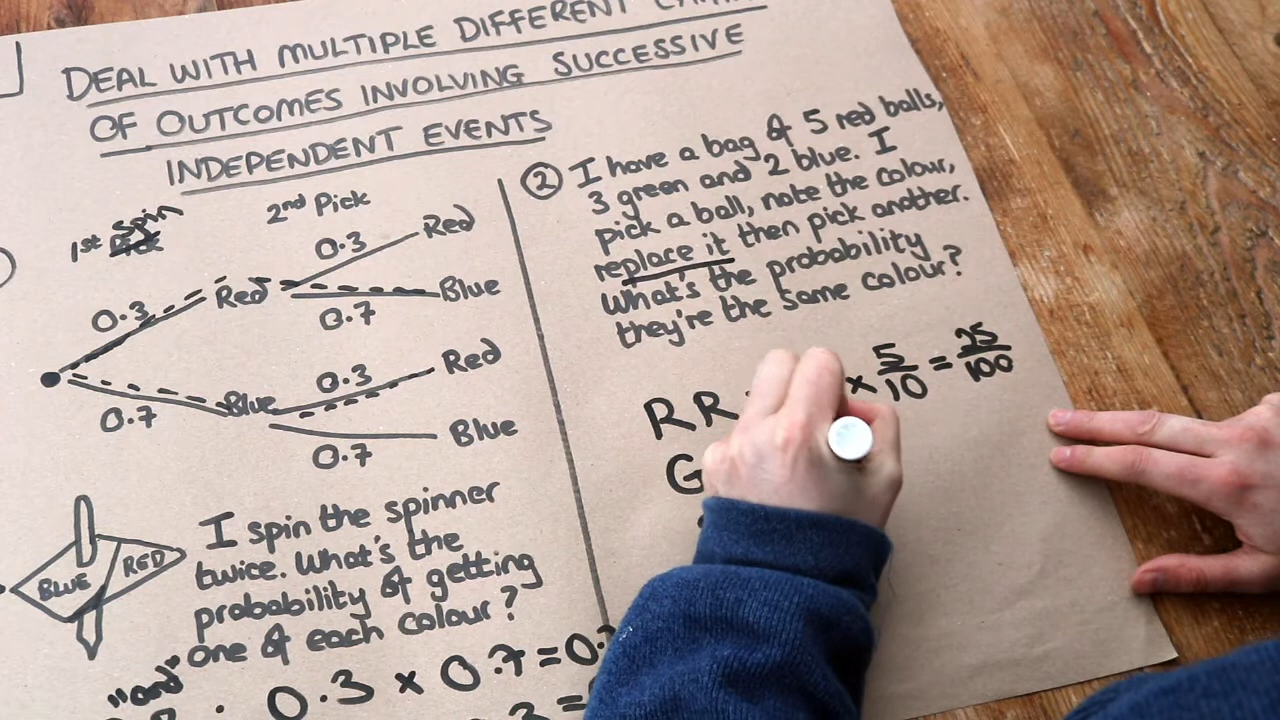 DEAL WITH MULTIPLE DIFFERENT
OF OUTCOMES INVOLVING SUCCESSIVE
INDEPENDENT EVENTS
1st Spin
Pick
2nd Pick
0.3
Red
0.3
Red
Blue
0.7
0.7
Blue
0.3
Red
0.7
Blue
BLUE
RED
I spin the spinner
twice. What's the
probability of getting
one of each colour?
"and"
0.3 × 0.7 = 0.
2
I have a bag of 5 red balls,
3 green and 2 blue. I
pick a ball, note the colour,
replace it then pick another.
What's the probability
they're the same colour?
RR
× 5/10 = 25/100
G